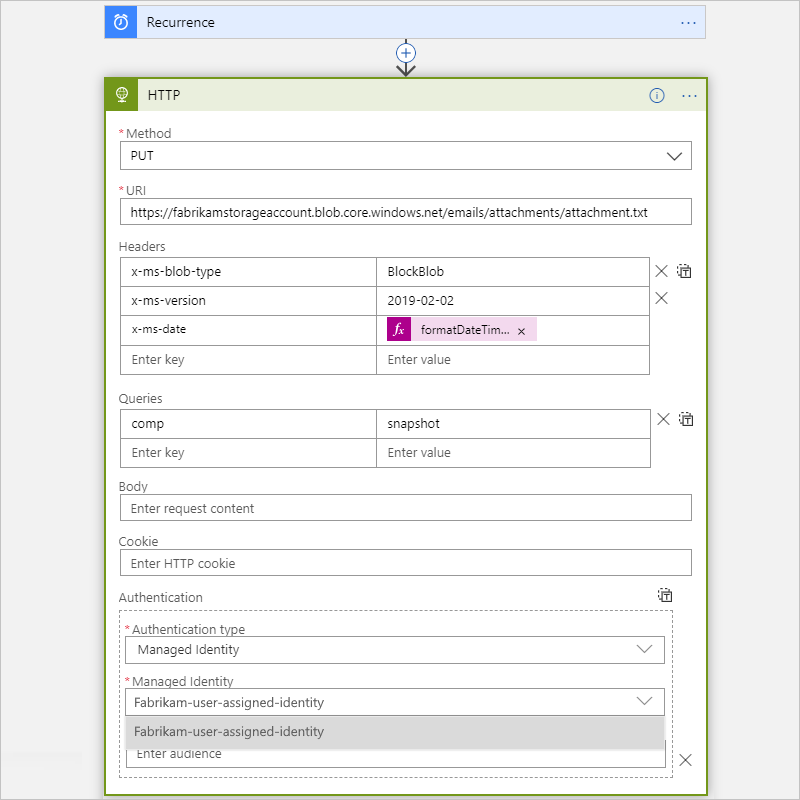 Recurrence ...
HTTP ...
* Method
PUT
* URI
https://fabrikamstorageaccount.blob.core.windows.net/emails/attachments/attachment.txt
Headers
x-ms-blob-type BlockBlob
x-ms-version 2019-02-02
x-ms-date fx formatDateTim... ×
Enter key Enter value
Queries
comp snapshot
Enter key Enter value
Body
Enter request content
Cookie
Enter HTTP cookie
Authentication
* Authentication type
Managed Identity
* Managed Identity
Fabrikam-user-assigned-identity
Fabrikam-user-assigned-identity
Enter audience